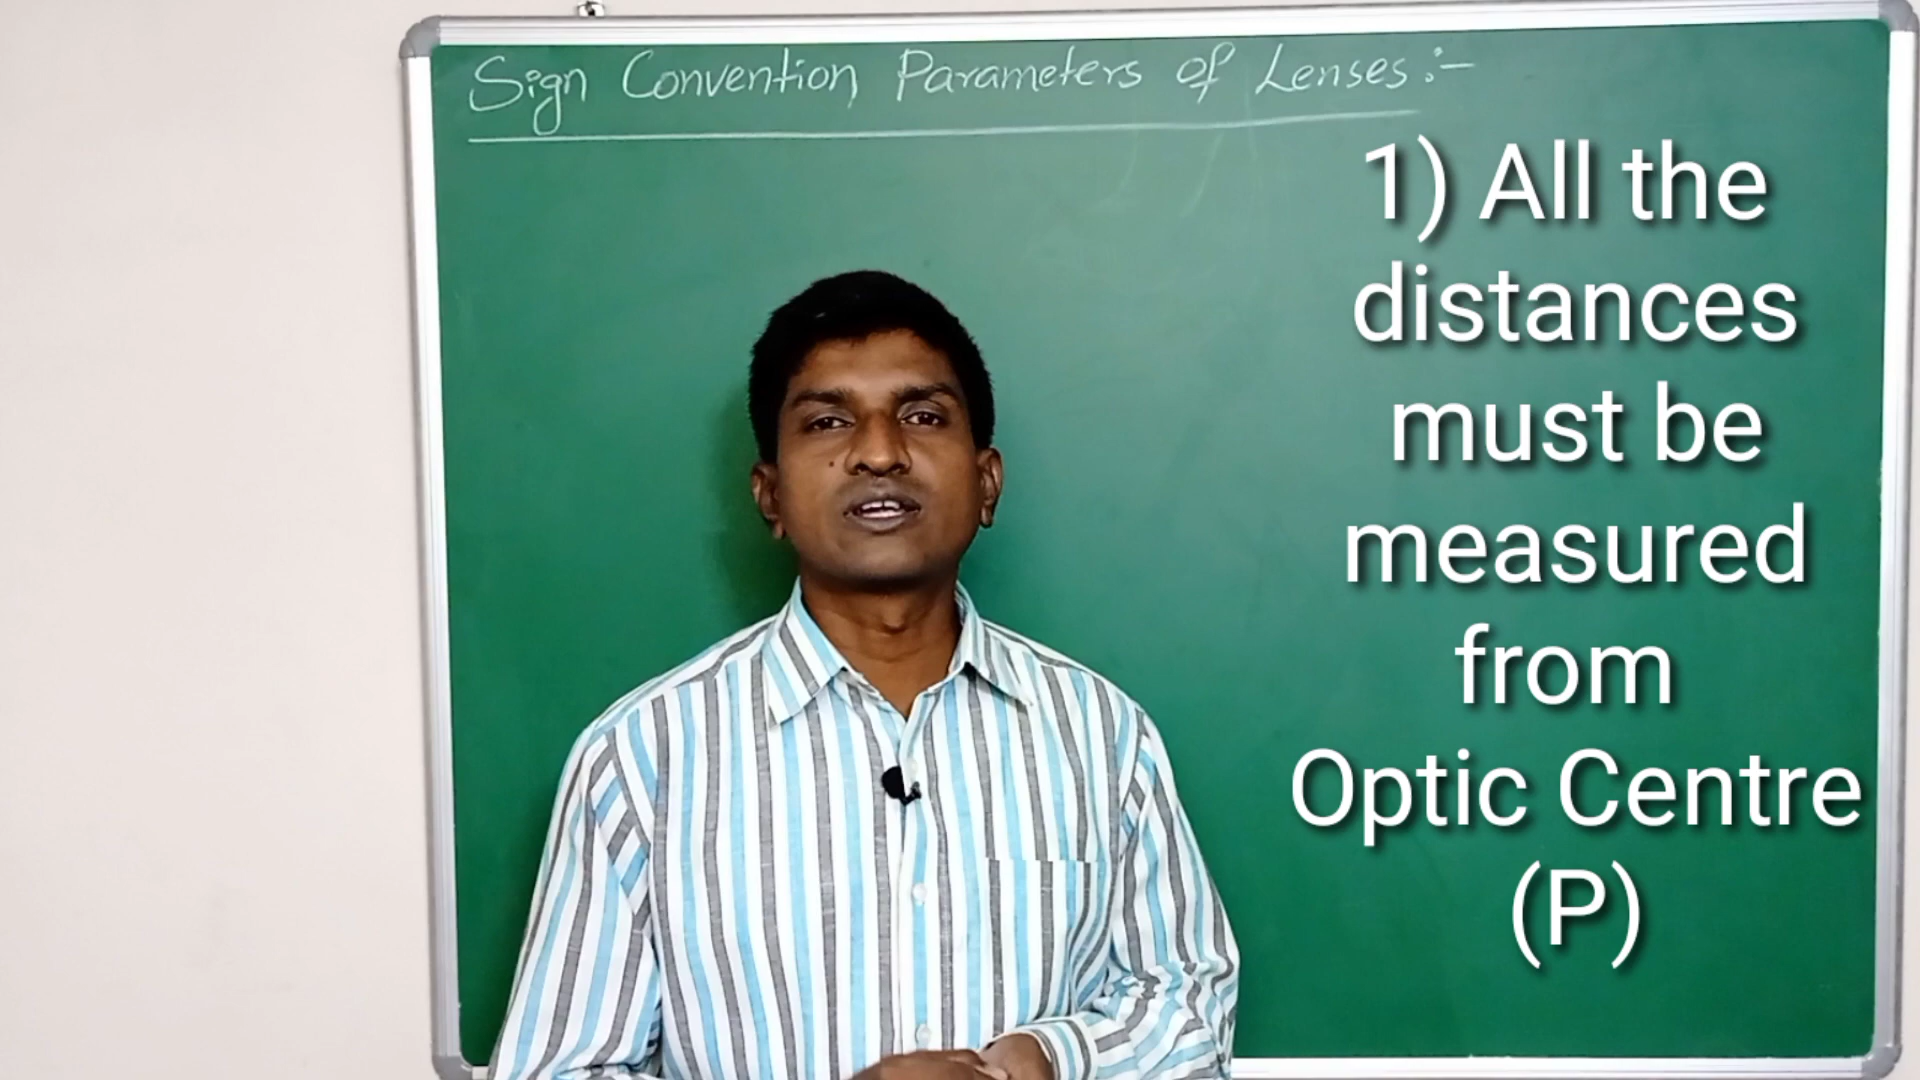 Sign Convention Parameters of Lenses :-
1) All the
distances
must be
measured
from
Optic Centre
(P)